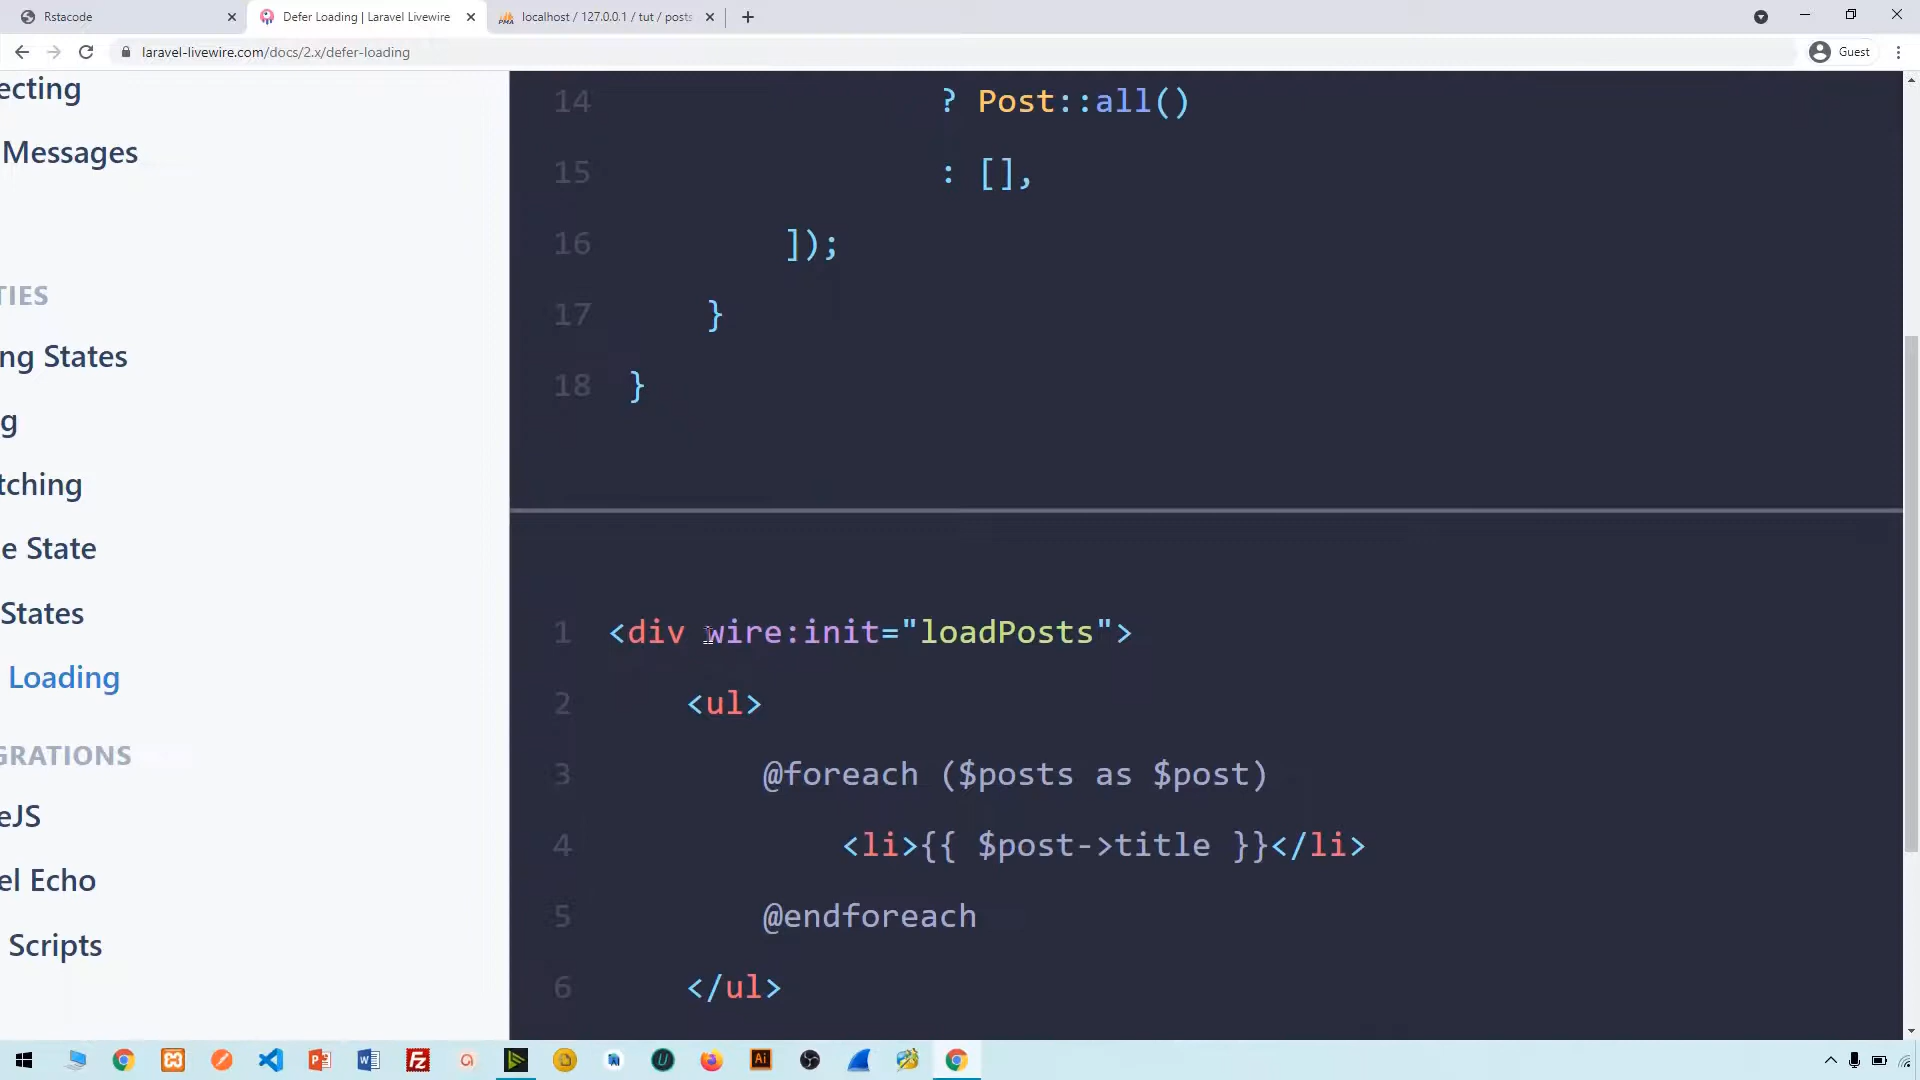 Rstacode
Defer Loading | Laravel Livewire
localhost / 127.0.0.1 / tut / posts
laravel-livewire.com/docs/2.x/defer-loading
Guest
ecting
Messages
TIES
ng States
g
tching
e State
States
Loading
GRATIONS
eJS
el Echo
Scripts
14 ? Post::all()
15 : [],
16 ]);
17 }
18 }
1 <div wire:init="loadPosts">
2 <ul>
3 @foreach ($posts as $post)
4 <li>{{ $post->title }}</li>
5 @endforeach
6 </ul>